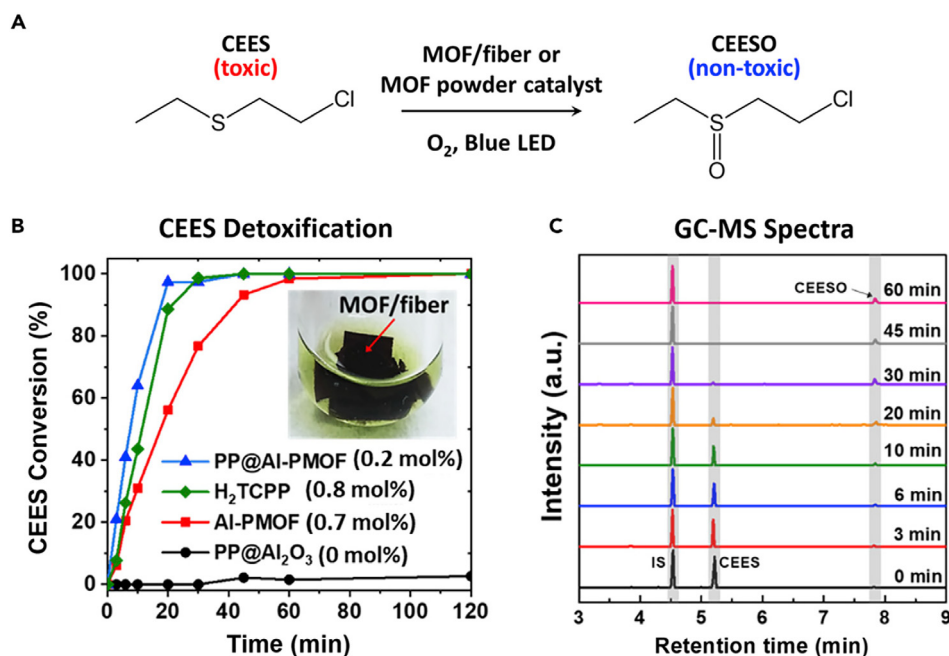 A
CEES
(toxic)
S
Cl
MOF/fiber or
MOF powder catalyst
O₂, Blue LED
CEESO
(non-toxic)
S
O
Cl
B
CEES Detoxification
CEES Conversion (%)
100
80
60
40
20
0
MOF/fiber
PP@Al-PMOF (0.2 mol%)
H₂TCPP (0.8 mol%)
Al-PMOF (0.7 mol%)
PP@Al₂O₃ (0 mol%)
0 20 40 60 80 100 120
Time (min)
C
GC-MS Spectra
Intensity (a.u.)
CEESO
60 min
45 min
30 min
20 min
10 min
6 min
3 min
IS
CEES
0 min
3 4 5 6 7 8 9
Retention time (min)